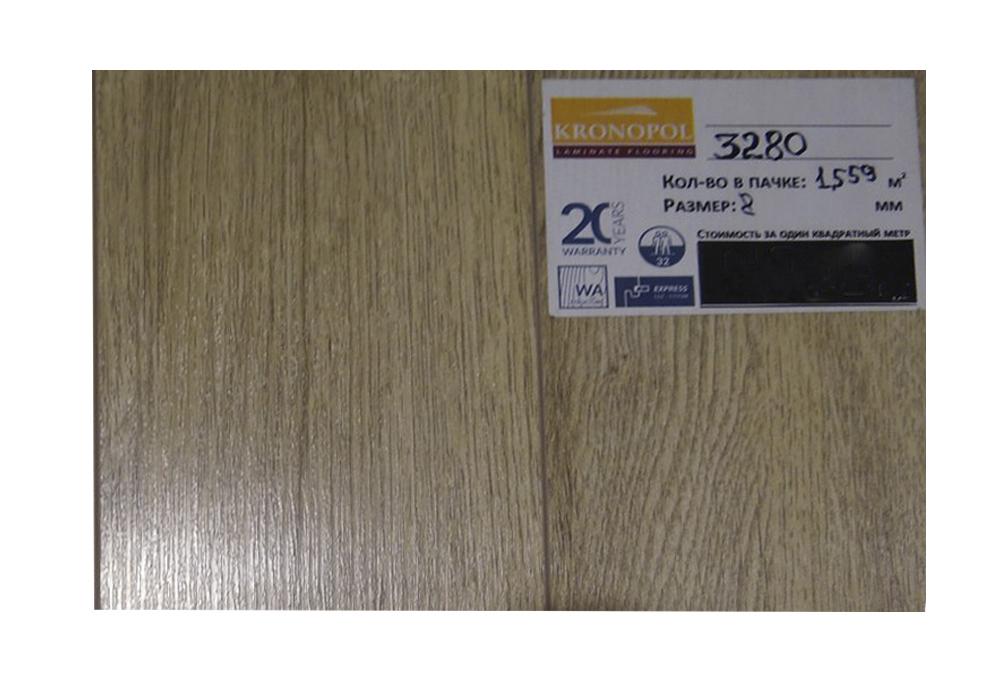 KRONOPOL
LAMINATE FLOORING
3280
Кол-во в пачке: 1,559 м²
Размер: 8 мм
20 YEARS
WARRANTY
32
Стоимость за один квадратный метр
WA
EXPRESS